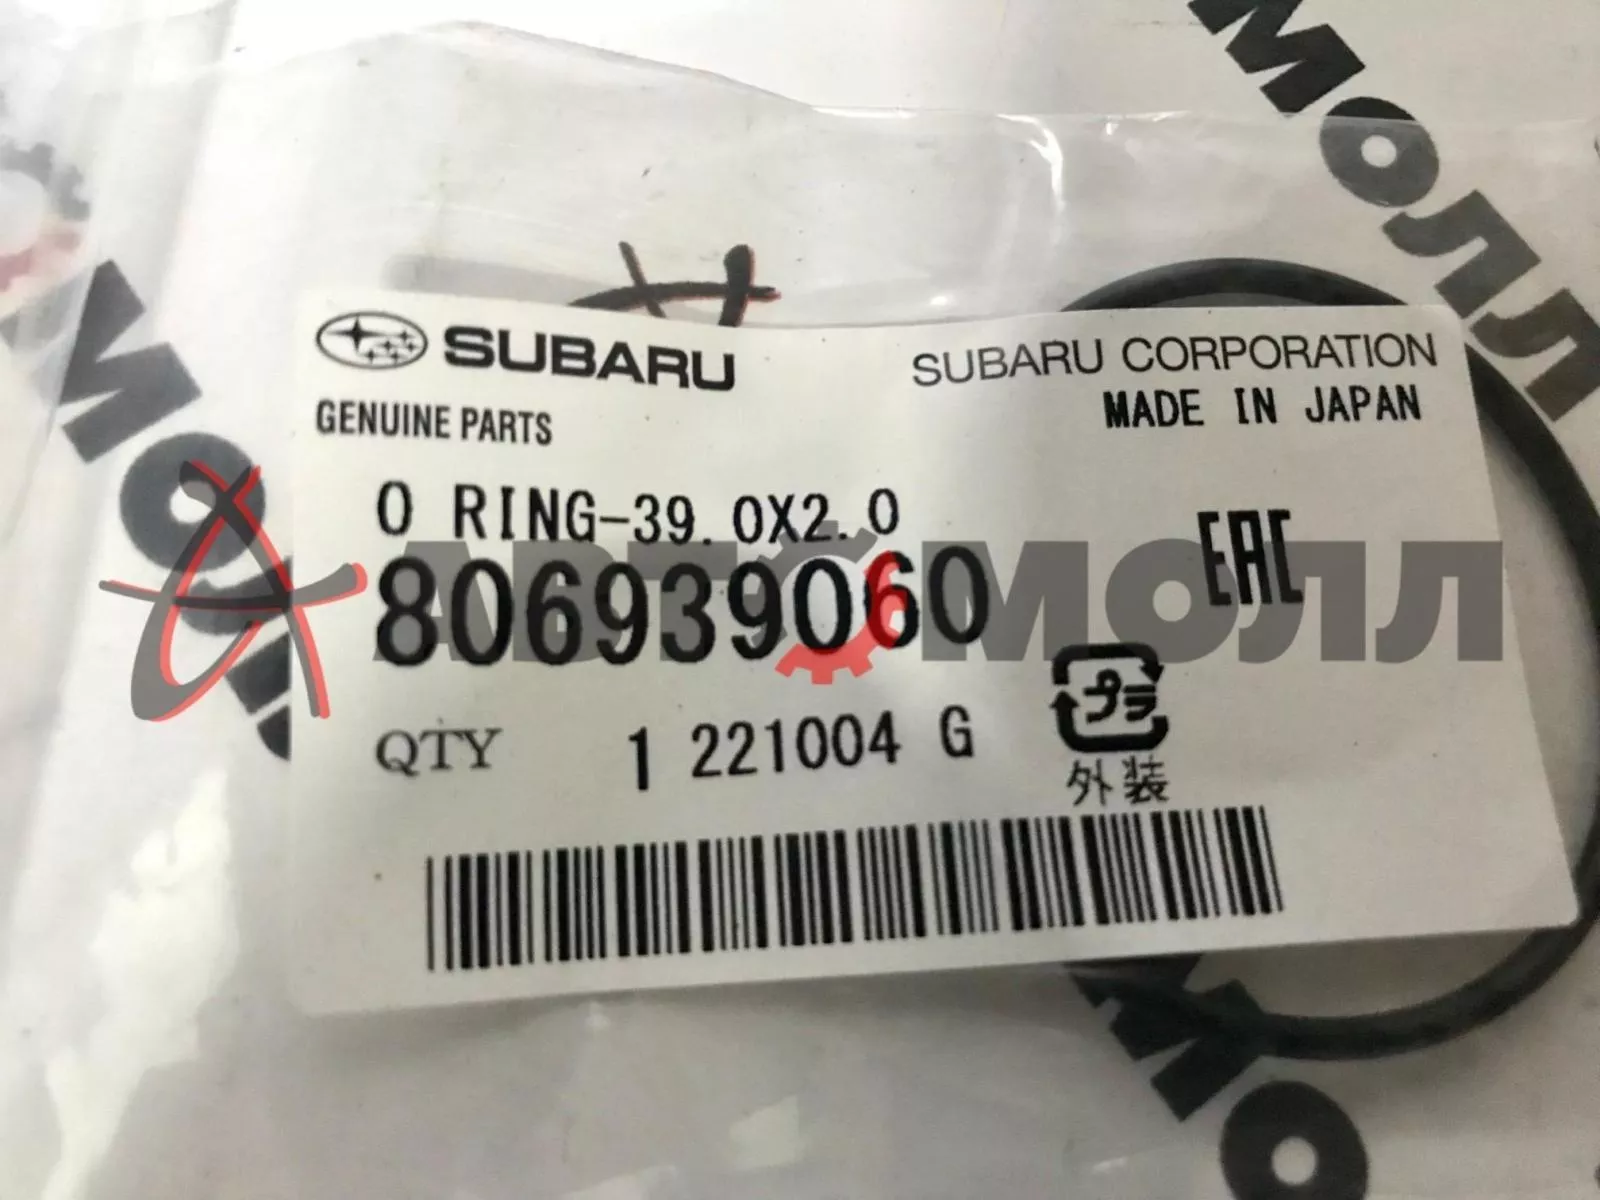 МОЛЛ
SUBARU
SUBARU CORPORATION
GENUINE PARTS
MADE IN JAPAN
O RING-39.0X2.0
EAC
806939060
АВТОМОЛЛ
QTY 1 221004 G
プラ
外装